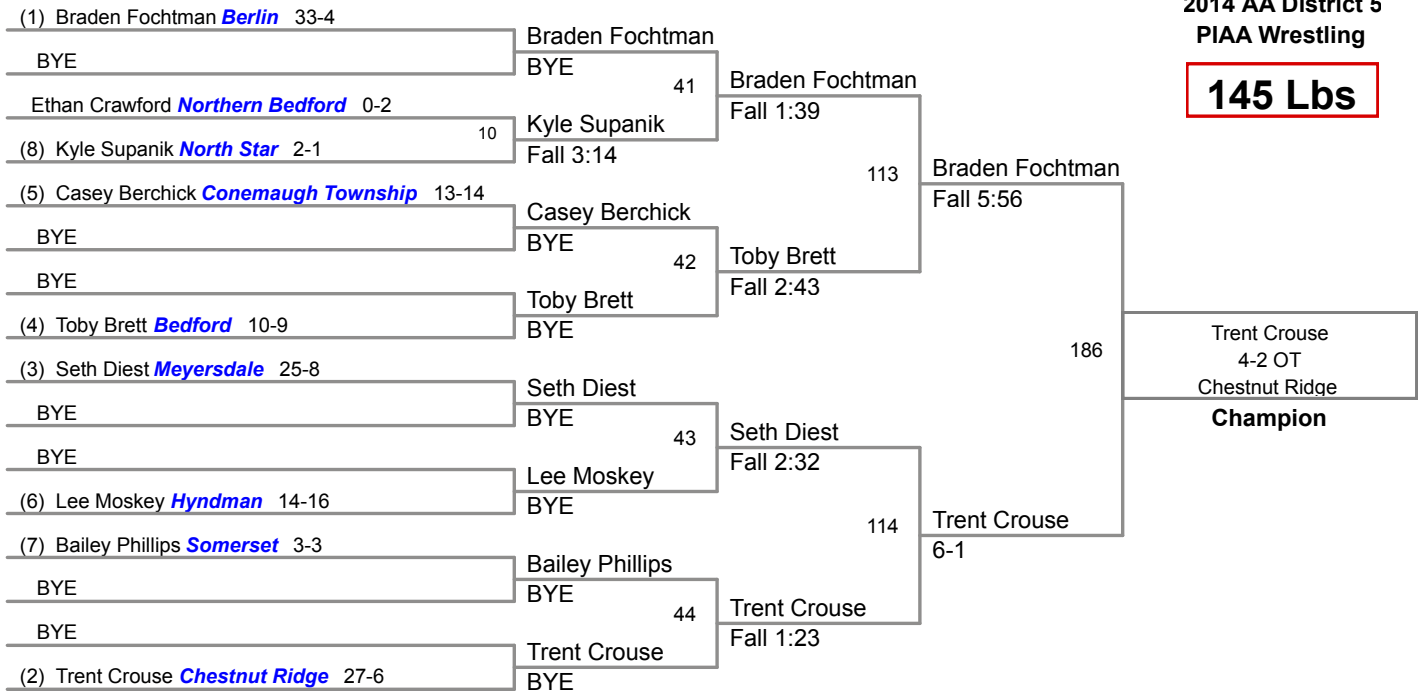 2014 AA District 5
PIAA Wrestling
145 Lbs
(1) Braden Fochtman Berlin 33-4
BYE
Ethan Crawford Northern Bedford 0-2
(8) Kyle Supanik North Star 2-1
(5) Casey Berchick Conemaugh Township 13-14
BYE
BYE
(4) Toby Brett Bedford 10-9
(3) Seth Diest Meyersdale 25-8
BYE
BYE
(6) Lee Moskey Hyndman 14-16
(7) Bailey Phillips Somerset 3-3
BYE
BYE
(2) Trent Crouse Chestnut Ridge 27-6
10
Braden Fochtman
BYE
Kyle Supanik
Fall 3:14
Casey Berchick
BYE
Toby Brett
BYE
Seth Diest
BYE
Lee Moskey
BYE
Bailey Phillips
BYE
Trent Crouse
BYE
41
42
43
44
Braden Fochtman
Fall 1:39
Toby Brett
Fall 2:43
Seth Diest
Fall 2:32
Trent Crouse
Fall 1:23
113
114
Braden Fochtman
Fall 5:56
Trent Crouse
6-1
186
Trent Crouse
4-2 OT
Chestnut Ridge
Champion